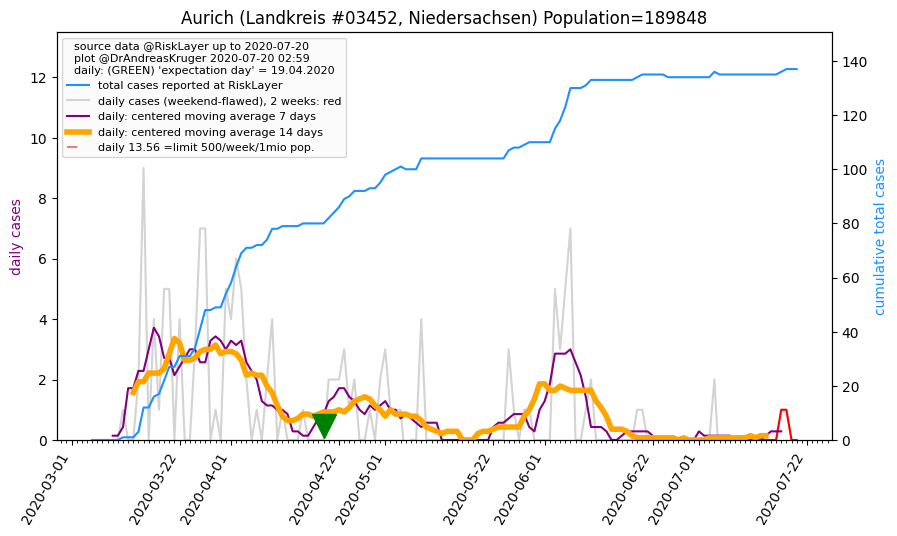 Aurich (Landkreis #03452, Niedersachsen) Population=189848
source data @RiskLayer up to 2020-07-20
plot @DrAndreasKruger 2020-07-20 02:59
daily: (GREEN) 'expectation day' = 19.04.2020
total cases reported at RiskLayer
daily cases (weekend-flawed), 2 weeks: red
daily: centered moving average 7 days
daily: centered moving average 14 days
daily 13.56 =limit 500/week/1mio pop.
daily cases
12
10
8
6
4
2
0
cumulative total cases
140
120
100
80
60
40
20
0
2020-03-01
2020-03-22
2020-04-01
2020-04-22
2020-05-01
2020-05-22
2020-06-01
2020-06-22
2020-07-01
2020-07-22